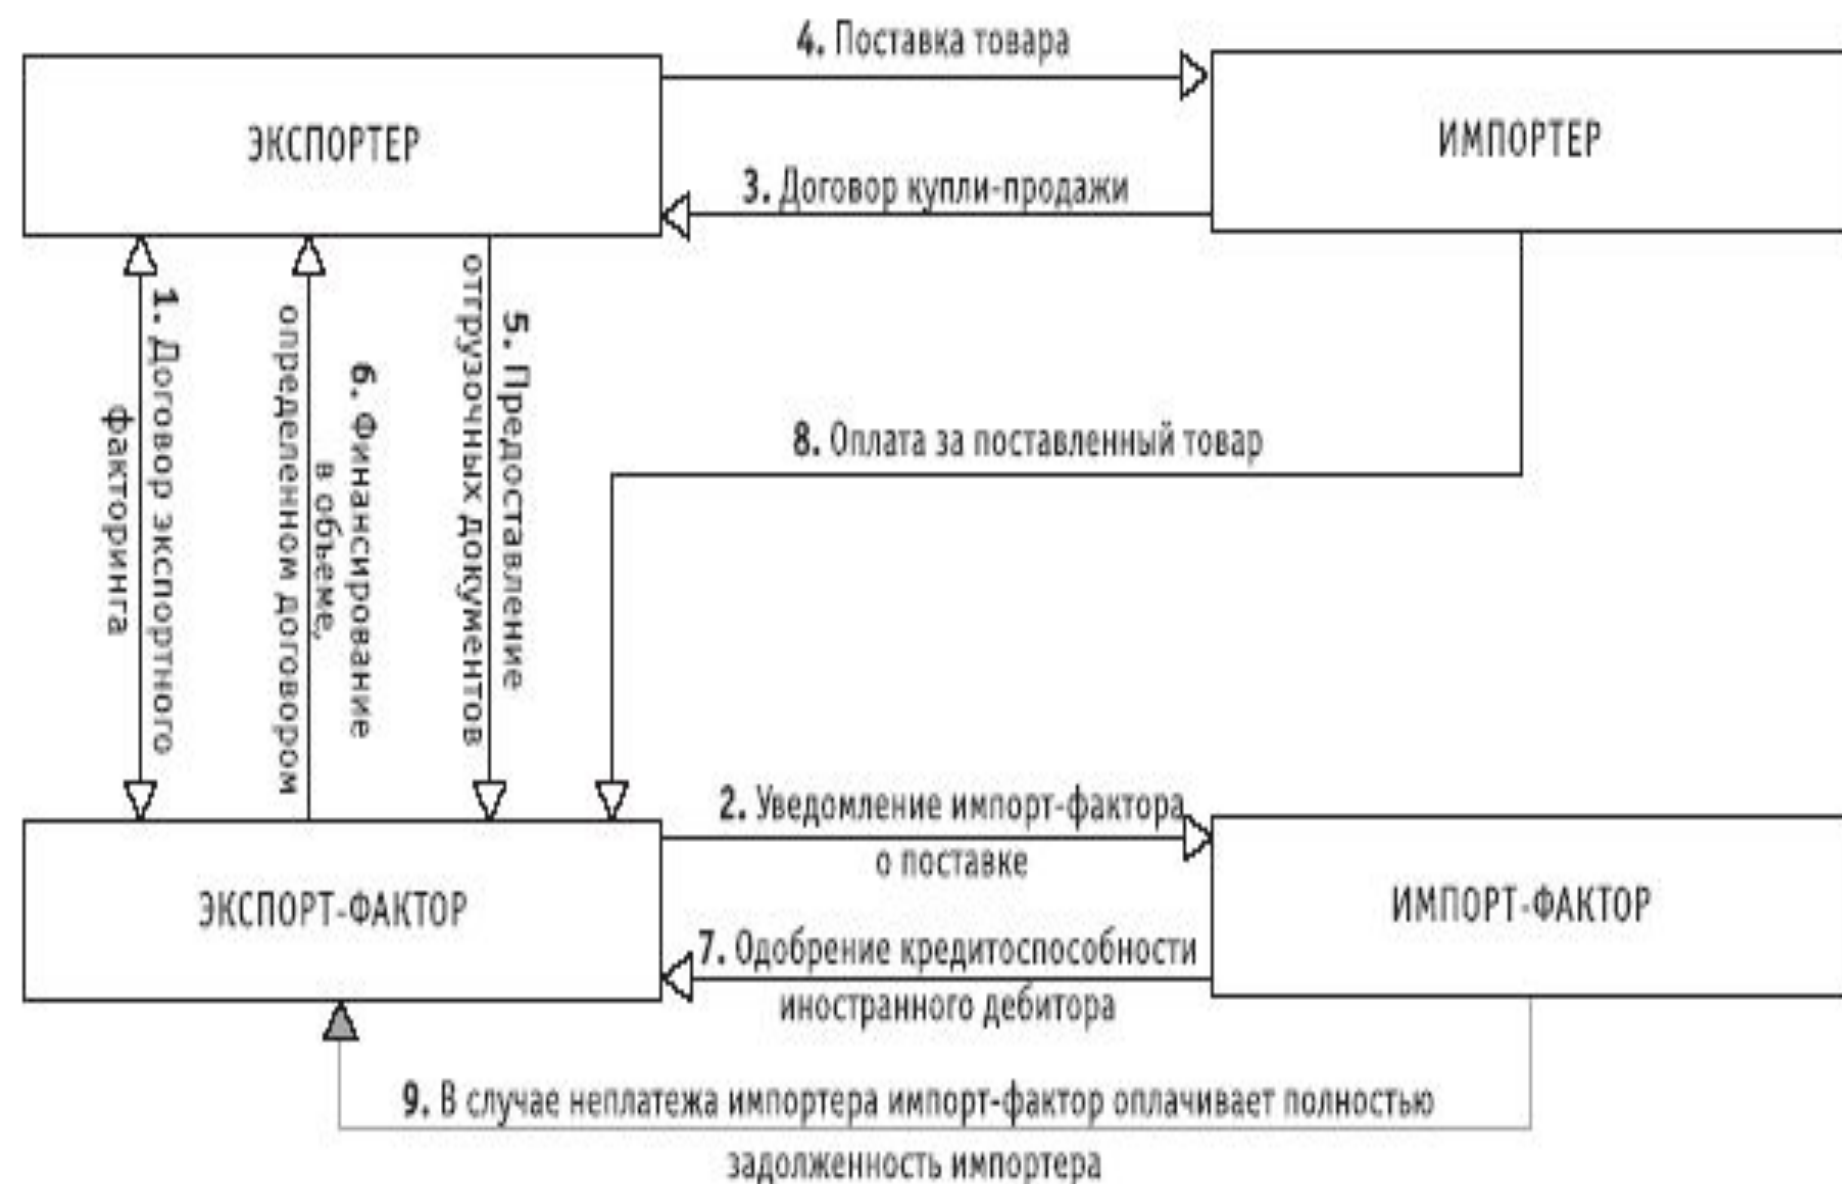 4. Поставка товара
ЭКСПОРТЕР
ИМПОРТЕР
3. Договор купли-продажи
1. Договор экспортного
факторинга
6. Финансирование
в объеме,
определенном договором
5. Предоставление
отгрузочных документов
8. Оплата за поставленный товар
2. Уведомление импорт-фактора
о поставке
ЭКСПОРТ-ФАКТОР
ИМПОРТ-ФАКТОР
7. Одобрение кредитоспособности
иностранного дебитора
9. В случае неплатежа импортера импорт-фактор оплачивает полностью
задолженность импортера